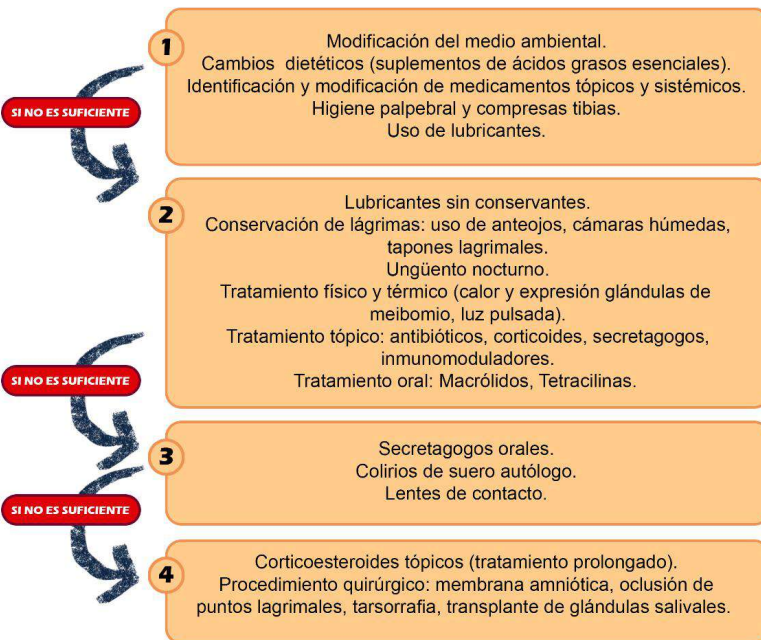 1
Modificación del medio ambiental.
Cambios dietéticos (suplementos de ácidos grasos esenciales).
Identificación y modificación de medicamentos tópicos y sistémicos.
Higiene palpebral y compresas tibias.
Uso de lubricantes.
SI NO ES SUFICIENTE
2
Lubricantes sin conservantes.
Conservación de lágrimas: uso de anteojos, cámaras húmedas,
tapones lagrimales.
Ungüento nocturno.
Tratamiento físico y térmico (calor y expresión glándulas de
meibomio, luz pulsada).
Tratamiento tópico: antibióticos, corticoides, secretagogos,
inmunomoduladores.
Tratamiento oral: Macrólidos, Tetracilinas.
SI NO ES SUFICIENTE
3
Secretagogos orales.
Colirios de suero autólogo.
Lentes de contacto.
SI NO ES SUFICIENTE
4
Corticoesteroides tópicos (tratamiento prolongado).
Procedimiento quirúrgico: membrana amniótica, oclusión de
puntos lagrimales, tarsorrafia, transplante de glándulas salivales.